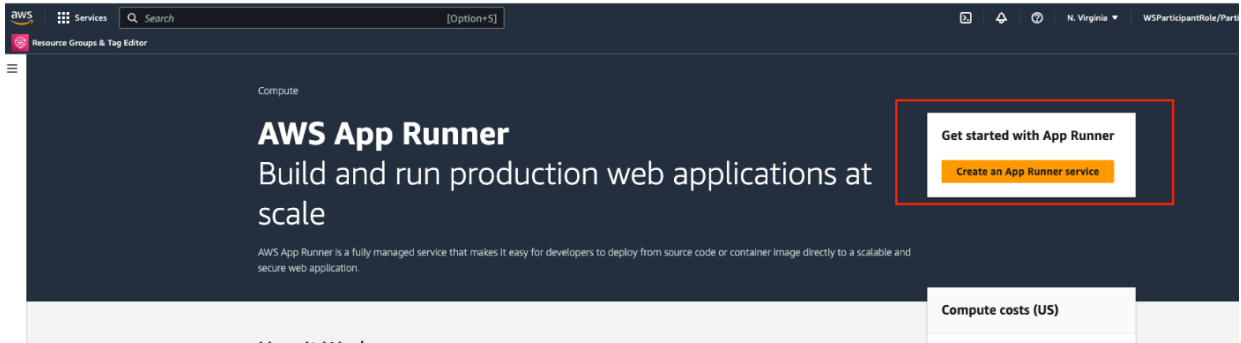 aws
Services
Search
[Option+S]
N. Virginia
WSParticipantRole/Parti
Resource Groups & Tag Editor
Compute
AWS App Runner
Build and run production web applications at
scale
AWS App Runner is a fully managed service that makes it easy for developers to deploy from source code or container image directly to a scalable and
secure web application.
Get started with App Runner
Create an App Runner service
Compute costs (US)